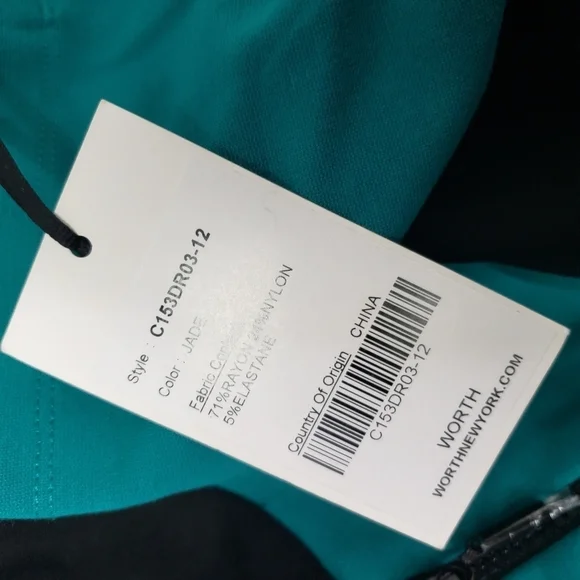 Style : C153DR03-12
Color : JADE
Fabric
71%RAYON 24%NYLON
5%ELASTANE
Country Of Origin CHINA
C153DR03-12
WORTH
WORTHNEWYORK.COM